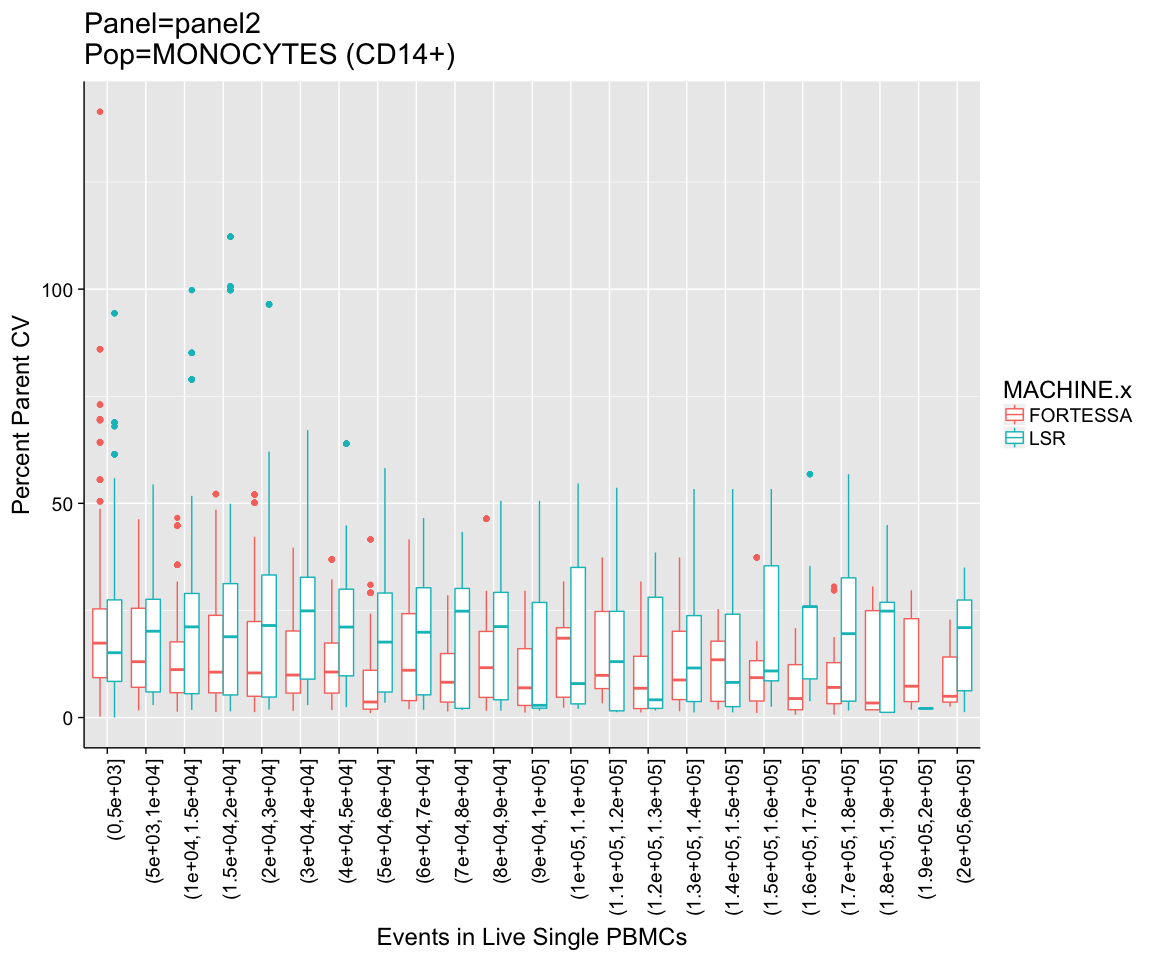 Panel=panel2
Pop=MONOCYTES (CD14+)
Percent Parent CV
100
50
0
MACHINE.x
FORTESSA
LSR
(0,5e+03]
(5e+03,1e+04]
(1e+04,1.5e+04]
(1.5e+04,2e+04]
(2e+04,3e+04]
(3e+04,4e+04]
(4e+04,5e+04]
(5e+04,6e+04]
(6e+04,7e+04]
(7e+04,8e+04]
(8e+04,9e+04]
(9e+04,1e+05]
(1e+05,1.1e+05]
(1.1e+05,1.2e+05]
(1.2e+05,1.3e+05]
(1.3e+05,1.4e+05]
(1.4e+05,1.5e+05]
(1.5e+05,1.6e+05]
(1.6e+05,1.7e+05]
(1.7e+05,1.8e+05]
(1.8e+05,1.9e+05]
(1.9e+05,2e+05]
(2e+05,6e+05]
Events in Live Single PBMCs